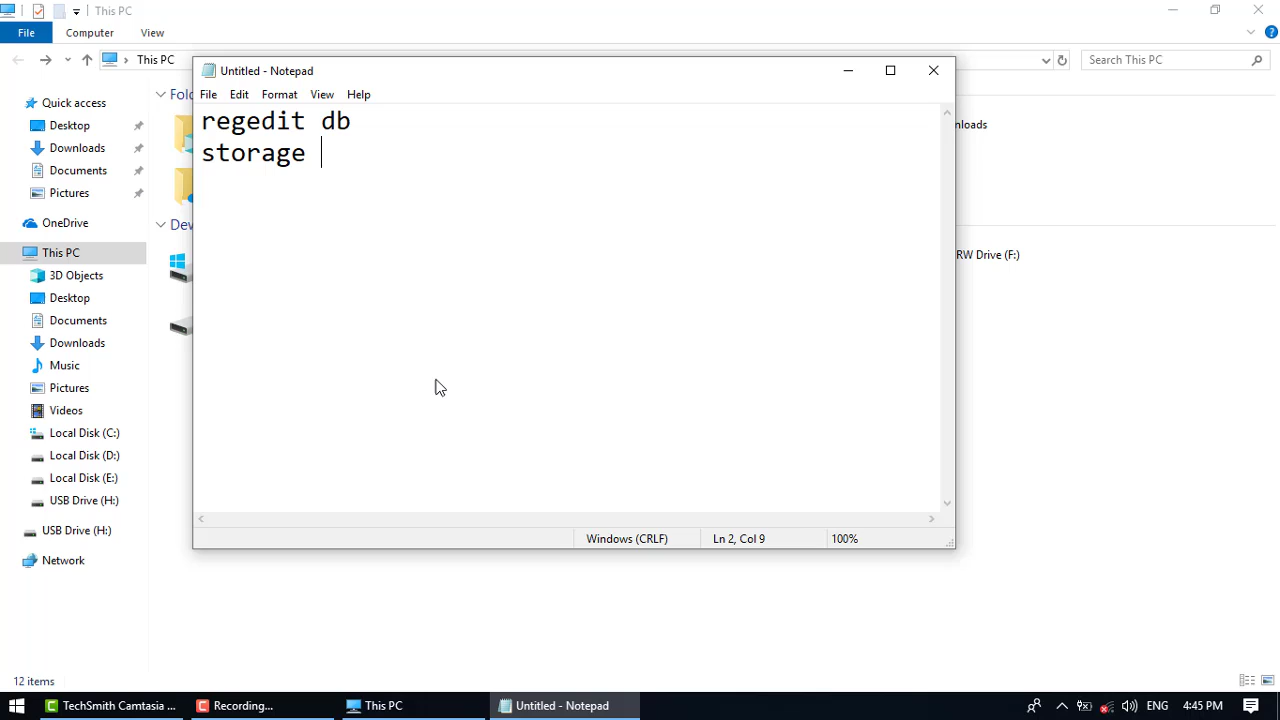 This PC
File
Computer
View
This PC
Search This PC
Untitled - Notepad
File Edit Format View Help
regedit db
storage
Windows (CRLF)
Ln 2, Col 9
100%
Quick access
Desktop
Downloads
Documents
Pictures
OneDrive
This PC
3D Objects
Desktop
Documents
Downloads
Music
Pictures
Videos
Local Disk (C:)
Local Disk (D:)
Local Disk (E:)
USB Drive (H:)
USB Drive (H:)
Network
RW Drive (F:)
12 items
TechSmith Camtasia ...
Recording...
This PC
Untitled - Notepad
ENG
4:45 PM